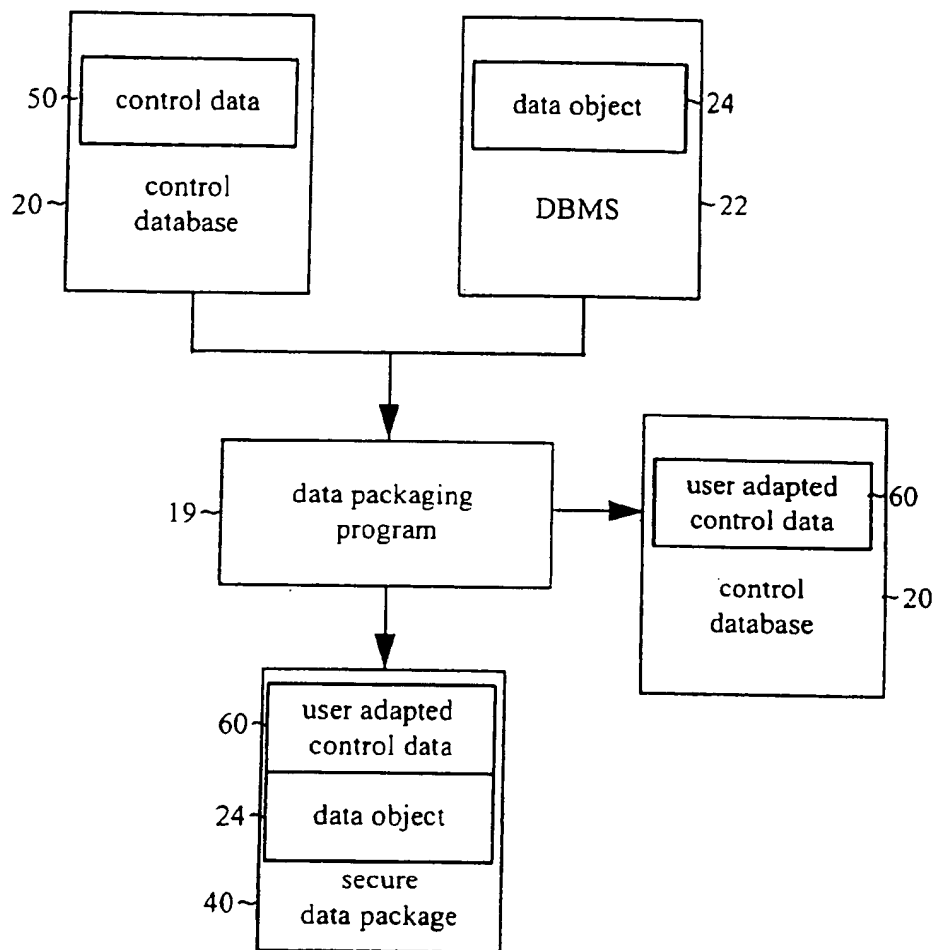 50
control data
20
control
database
data object
24
DBMS
22
19
data packaging
program
user adapted
control data
60
control
database
20
60
user adapted
control data
24
data object
40
secure
data package